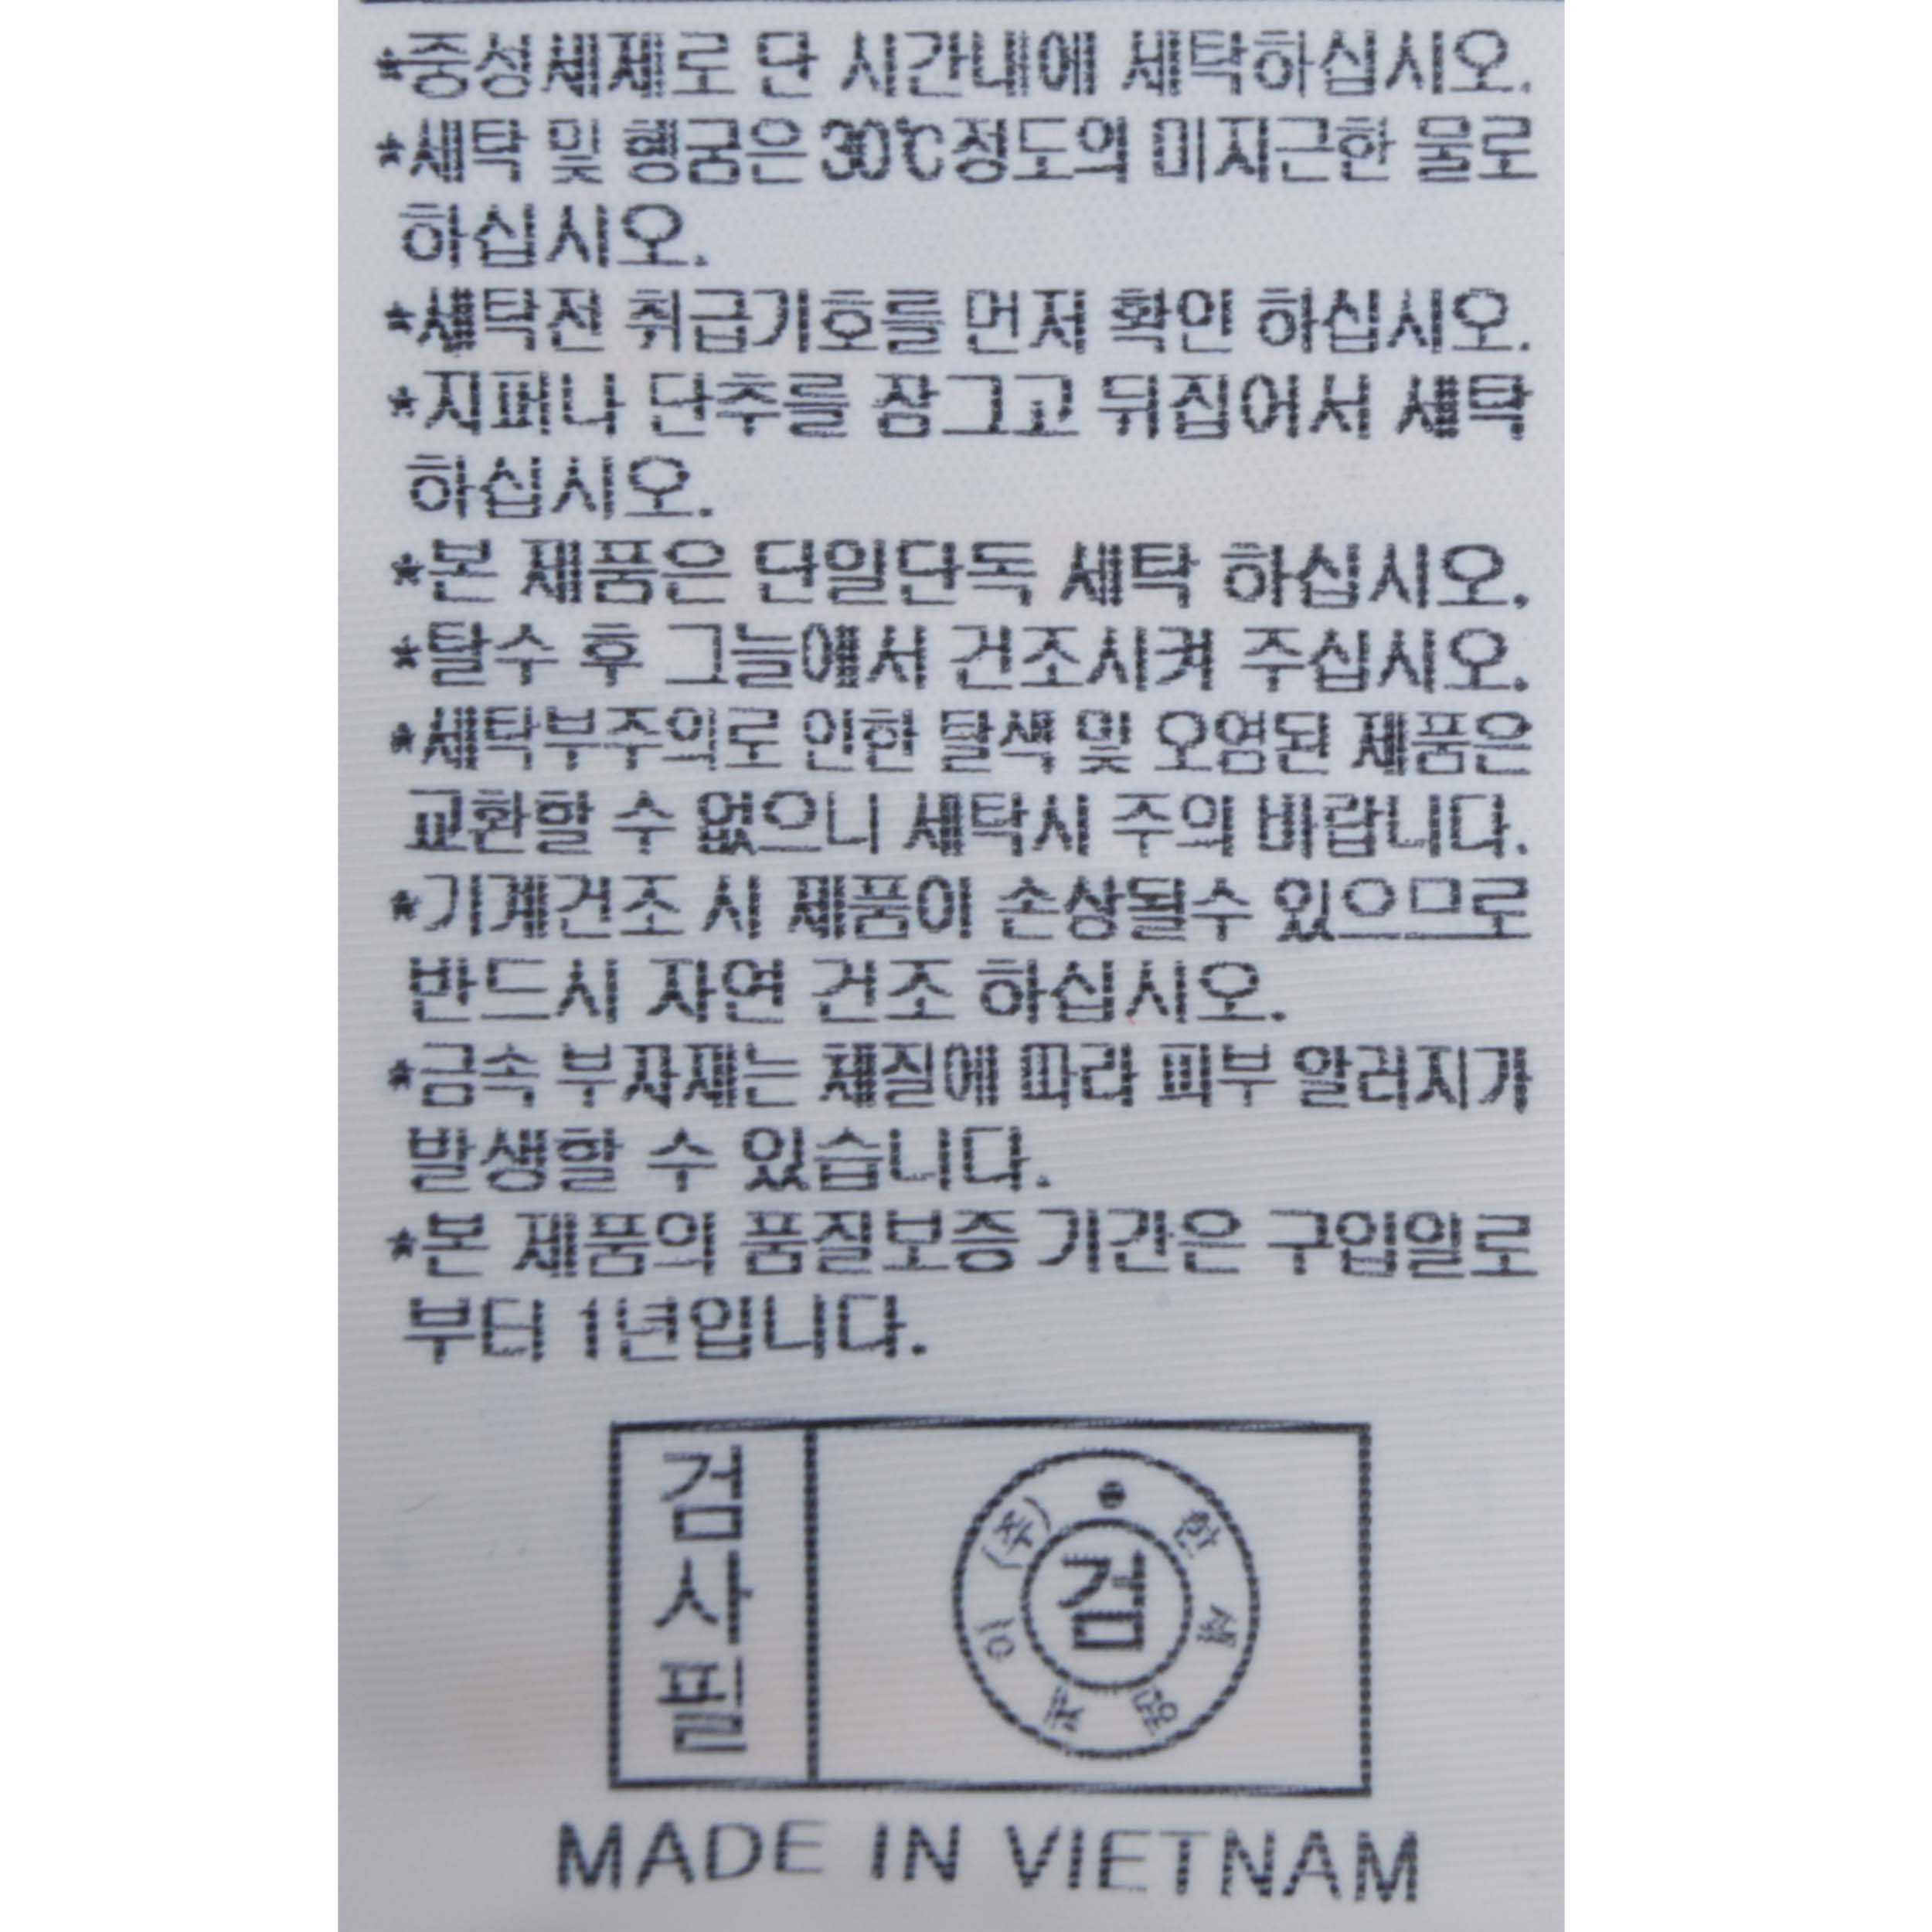 *중성세제로 단 시간내에 세탁하십시오.
*세탁 및 헹굼은 30℃정도의 미지근한 물로
하십시오.
*세탁전 취급기호를 먼저 확인 하십시오.
*지퍼나 단추를 잠그고 뒤집어서 세탁
하십시오.
*본 제품은 단일단독 세탁 하십시오.
*탈수 후 그늘에서 건조시켜 주십시오.
*세탁부주의로 인한 탈색 및 오염된 제품은
교환할 수 없으니 세탁시 주의 바랍니다.
*기계건조 시 제품이 손상될수 있으므로
반드시 자연 건조 하십시오.
*금속 부자재는 체질에 따라 피부 알러지가
발생할 수 있습니다.
*본 제품의 품질보증 기간은 구입일로
부터 1년입니다.
검사필
(주)한세엠케이
검
MADE IN VIETNAM